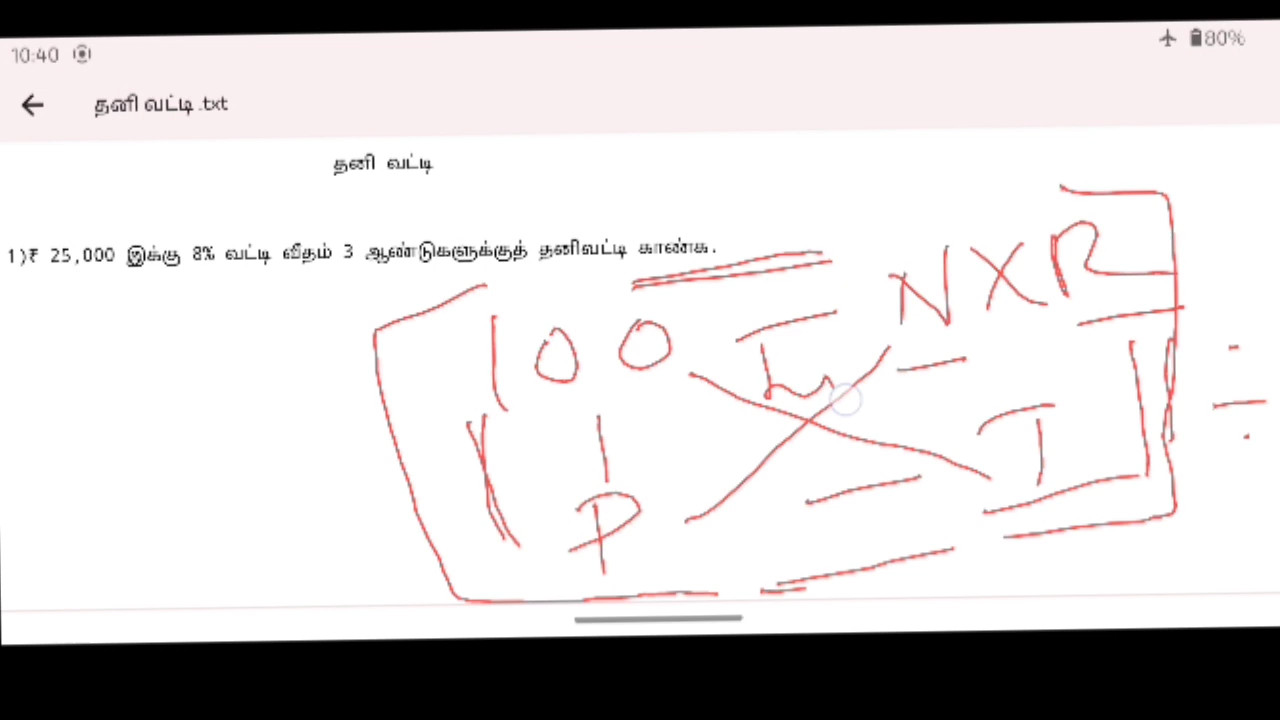 10:40 80%
தனி வட்டி .txt
தனி வட்டி
1)₹ 25,000 இக்கு 8% வட்டி வீதம் 3 ஆண்டுகளுக்குத் தனிவட்டி காண்க.
100 N X R
P I